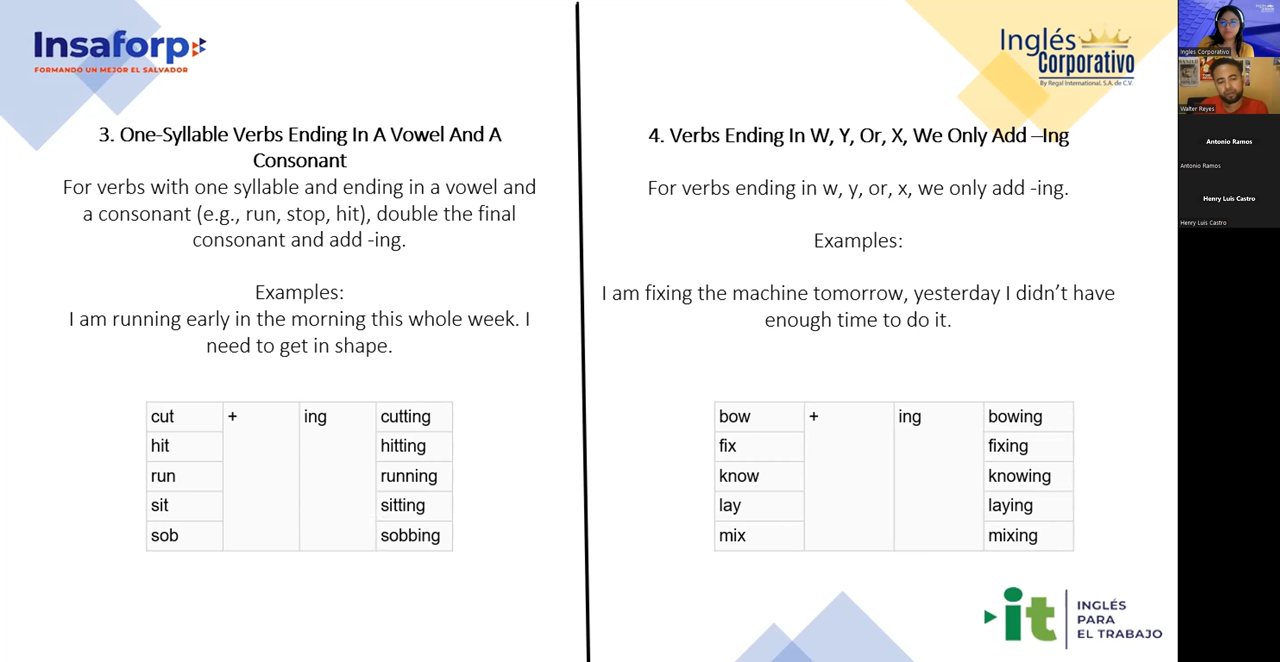 Insaforp
FORMANDO UN MEJOR EL SALVADOR
3. One-Syllable Verbs Ending In A Vowel And A
Consonant
For verbs with one syllable and ending in a vowel and
a consonant (e.g., run, stop, hit), double the final
consonant and add -ing.
Examples:
I am running early in the morning this whole week. I
need to get in shape.
cut + ing cutting
hit hitting
run running
sit sitting
sob sobbing
Inglés
Corporativo
By Regal International, S.A. de C.V.
4. Verbs Ending In W, Y, Or, X, We Only Add –Ing
For verbs ending in w, y, or, x, we only add -ing.
Examples:
I am fixing the machine tomorrow, yesterday I didn’t have
enough time to do it.
bow + ing bowing
fix fixing
know knowing
lay laying
mix mixing
it
INGLÉS
PARA
EL TRABAJO
Ingles Corporativo
Walter Reyes
Antonio Ramos
Antonio Ramos
Henry Luis Castro
Henry Luis Castro